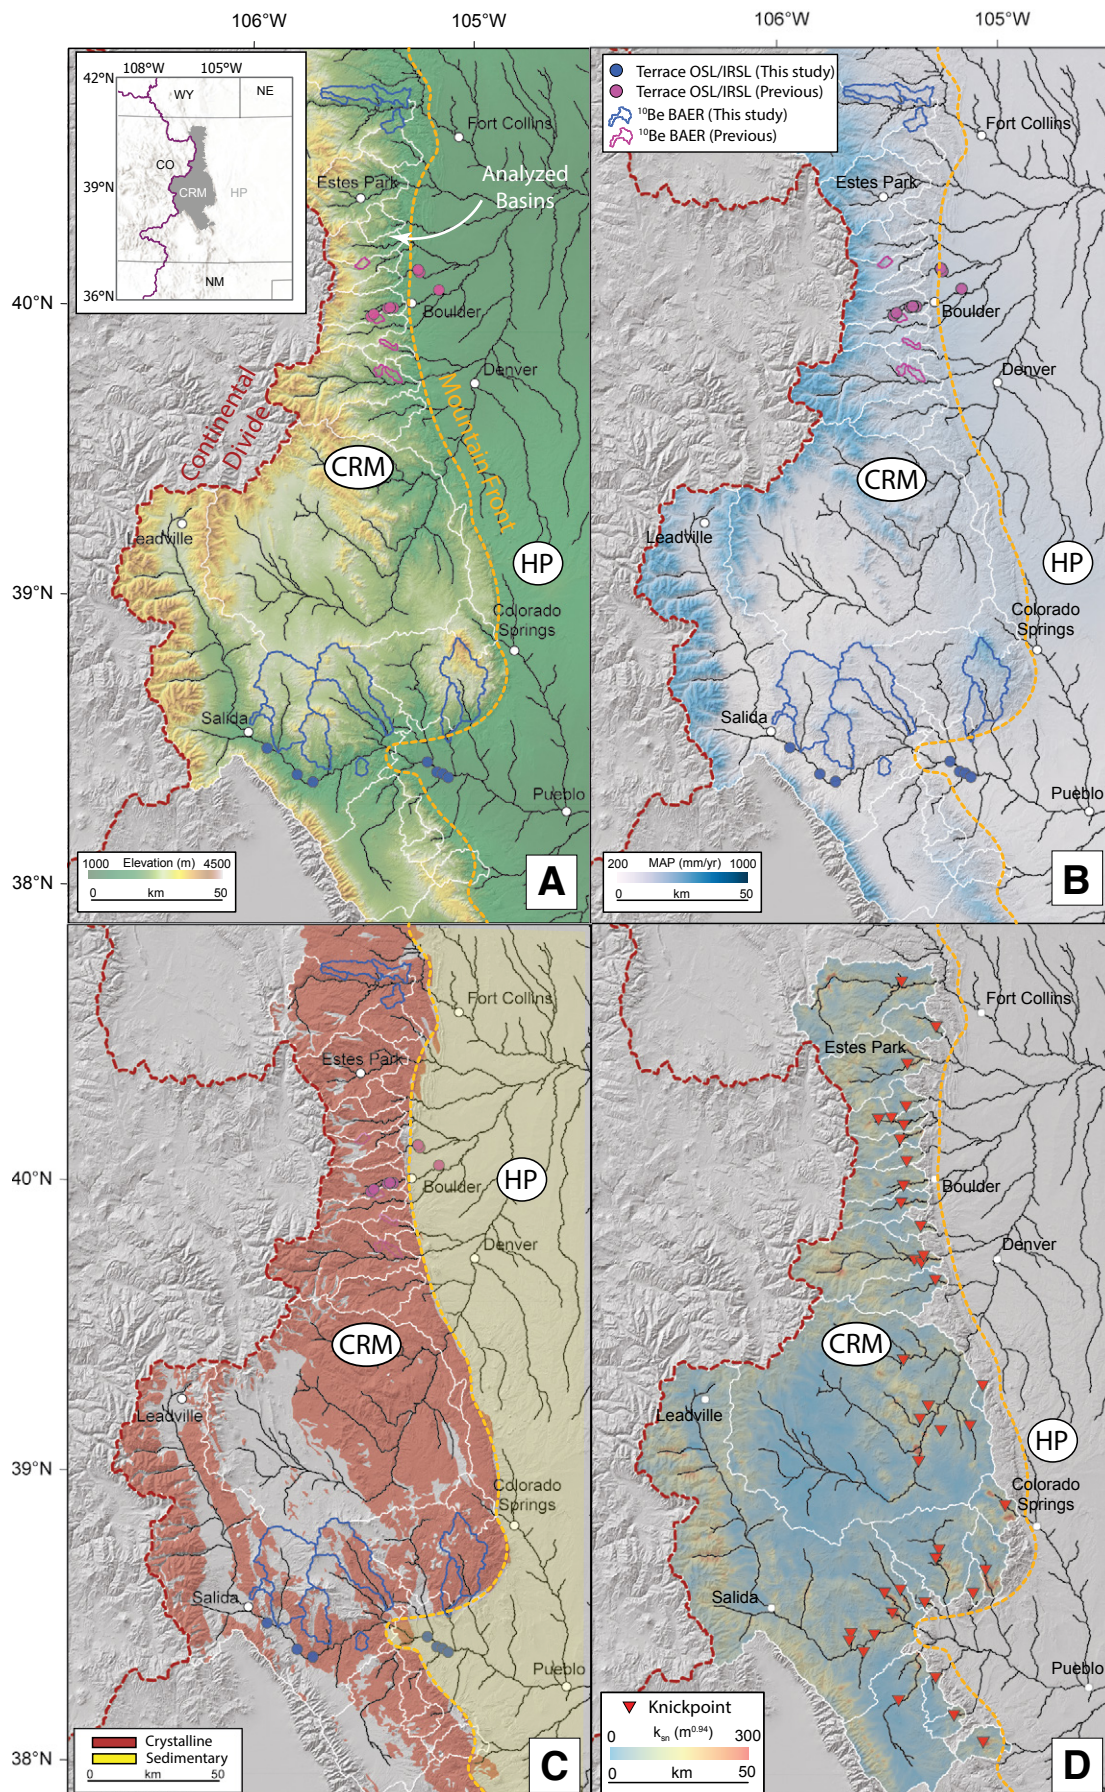 106°W
105°W
106°W
105°W
108°W
105°W
42°N
WY
NE
CO
39°N
CRM
HP
NM
36°N
Fort Collins
Estes Park
Analyzed
Basins
40°N
Boulder
Denver
Continental
Divide
Mountain Front
CRM
Leadville
HP
39°N
Colorado
Springs
Salida
Pueblo
1000 Elevation (m) 4500
0 km 50
38°N
A
Terrace OSL/IRSL (This study)
Terrace OSL/IRSL (Previous)
¹⁰Be BAER (This study)
¹⁰Be BAER (Previous)
Fort Collins
Estes Park
Boulder
Denver
CRM
Leadville
HP
Colorado
Springs
Salida
Pueblo
200 MAP (mm/yr) 1000
0 km 50
B
Fort Collins
Estes Park
40°N
HP
Boulder
Denver
CRM
Leadville
39°N
Colorado
Springs
Salida
Pueblo
Crystalline
Sedimentary
0 km 50
38°N
C
Fort Collins
Estes Park
Boulder
Denver
CRM
Leadville
HP
Colorado
Springs
Salida
Pueblo
Knickpoint
0 kₛₙ (m⁰·⁹⁴) 300
0 km 50
D